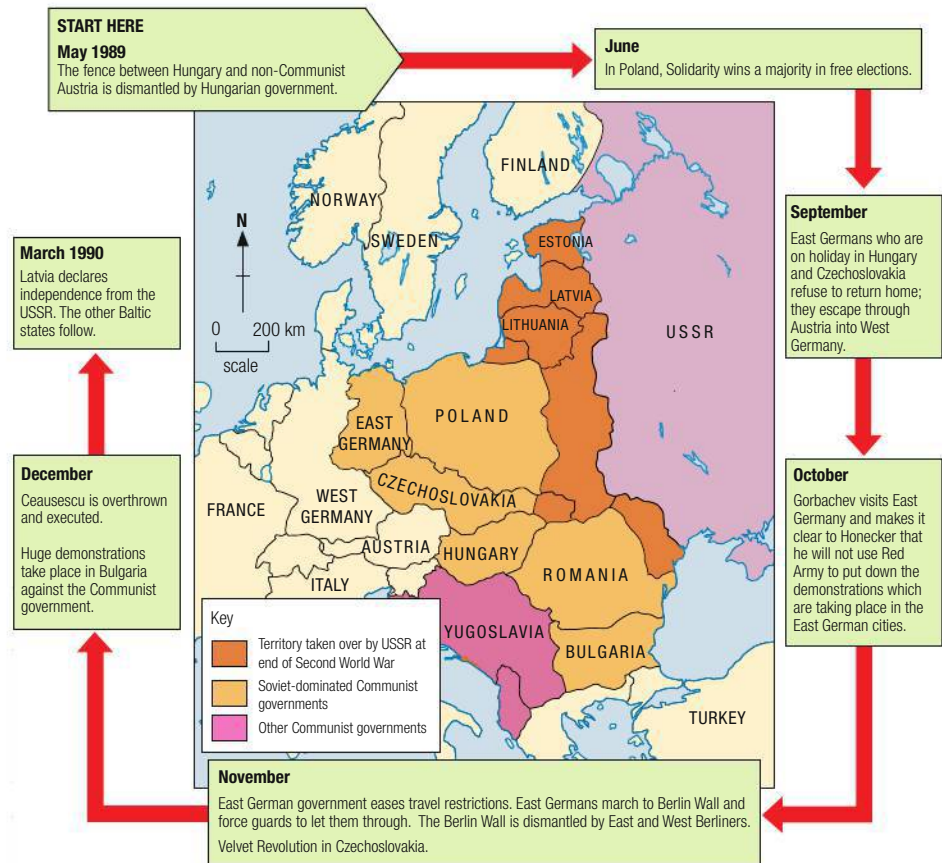 START HERE
May 1989
The fence between Hungary and non-Communist
Austria is dismantled by Hungarian government.
June
In Poland, Solidarity wins a majority in free elections.
September
East Germans who are
on holiday in Hungary
and Czechoslovakia
refuse to return home;
they escape through
Austria into West
Germany.
October
Gorbachev visits East
Germany and makes it
clear to Honecker that
he will not use Red
Army to put down the
demonstrations which
are taking place in the
East German cities.
November
East German government eases travel restrictions. East Germans march to Berlin Wall and
force guards to let them through. The Berlin Wall is dismantled by East and West Berliners.
Velvet Revolution in Czechoslovakia.
December
Ceausescu is overthrown
and executed.
Huge demonstrations
take place in Bulgaria
against the Communist
government.
March 1990
Latvia declares
independence from the
USSR. The other Baltic
states follow.
N
0 200 km
scale
FINLAND
NORWAY
SWEDEN
ESTONIA
LATVIA
LITHUANIA
USSR
POLAND
EAST
GERMANY
CZECHOSLOVAKIA
WEST
GERMANY
FRANCE
AUSTRIA
HUNGARY
ITALY
ROMANIA
YUGOSLAVIA
BULGARIA
TURKEY
Key
Territory taken over by USSR at
end of Second World War
Soviet-dominated Communist
governments
Other Communist governments